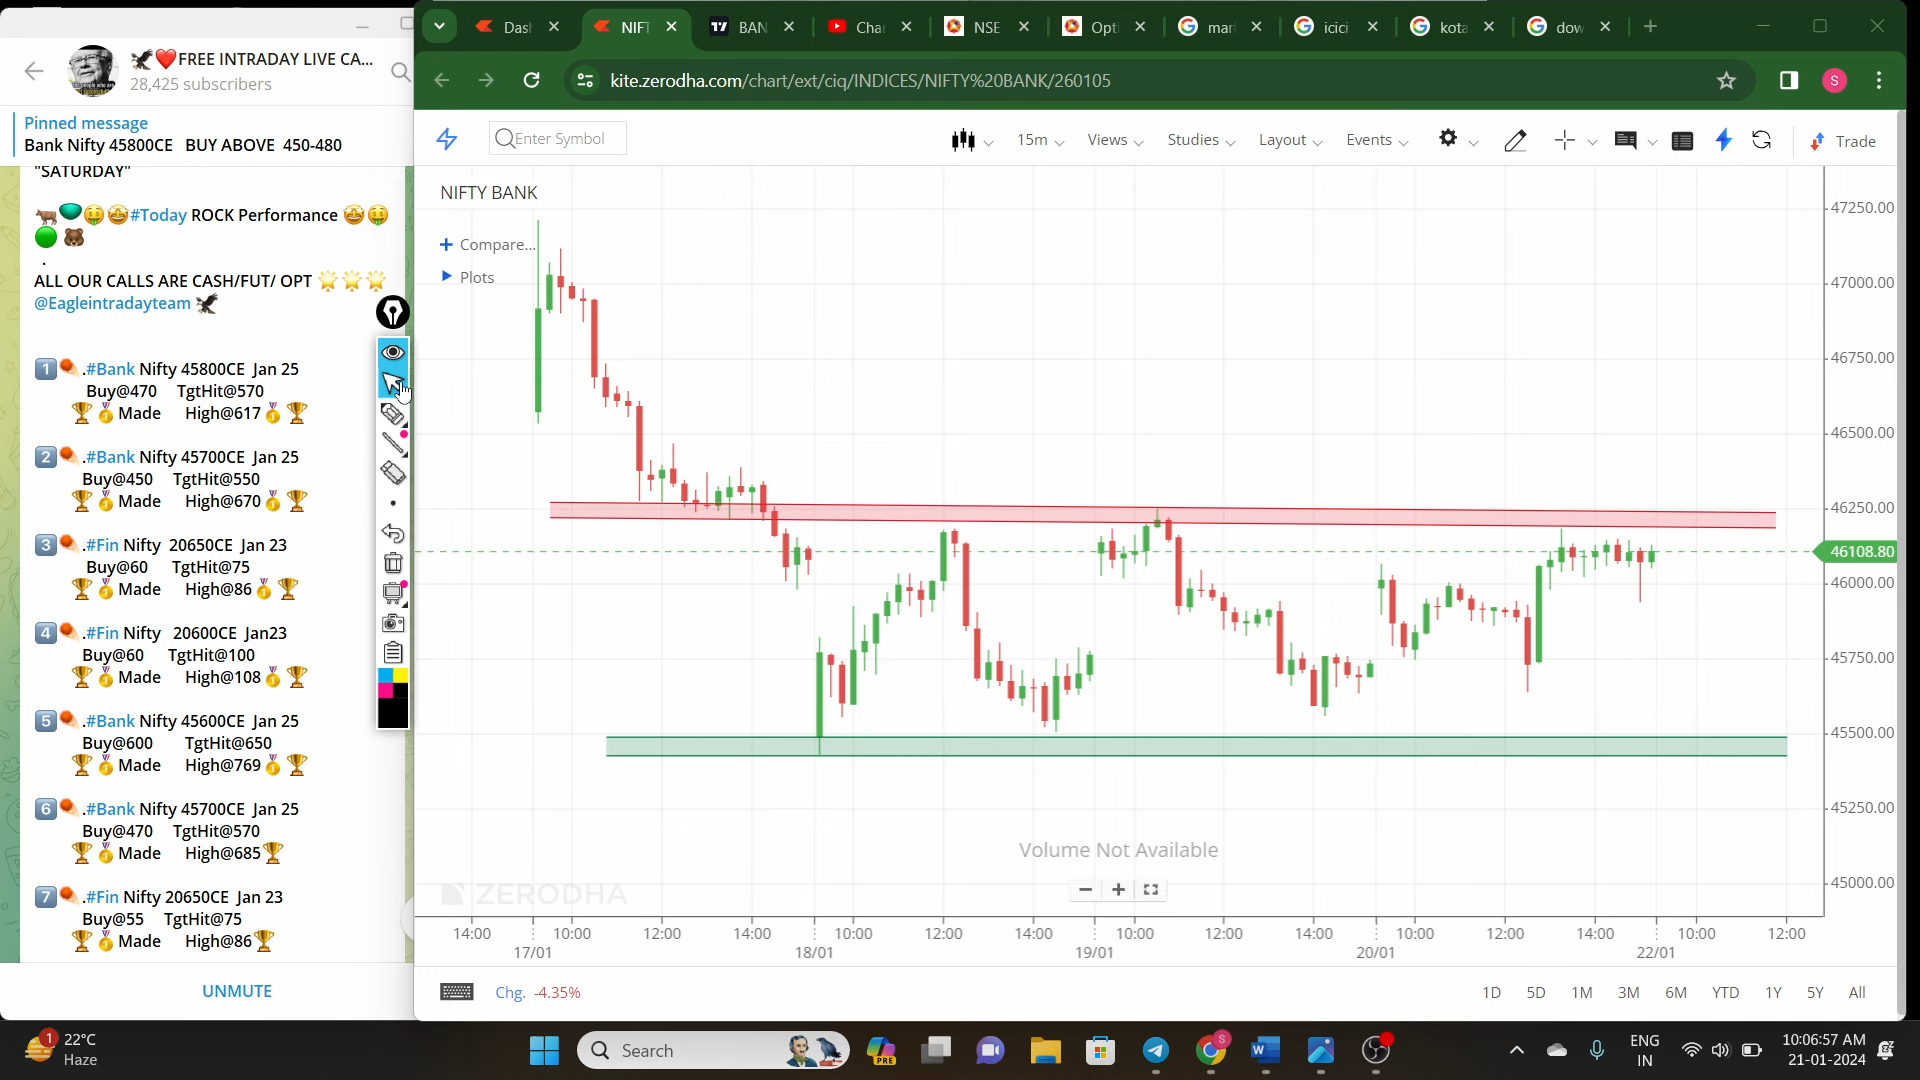 FREE INTRADAY LIVE CA...
28,425 subscribers
Pinned message
Bank Nifty 45800CE BUY ABOVE 450-480
"SATURDAY"
#Today ROCK Performance
.
ALL OUR CALLS ARE CASH/FUT/ OPT
@Eagleintradayteam
1 .#Bank Nifty 45800CE Jan 25
Buy@470 TgtHit@570
Made High@617
2 .#Bank Nifty 45700CE Jan 25
Buy@450 TgtHit@550
Made High@670
3 .#Fin Nifty 20650CE Jan 23
Buy@60 TgtHit@75
Made High@86
4 .#Fin Nifty 20600CE Jan23
Buy@60 TgtHit@100
Made High@108
5 .#Bank Nifty 45600CE Jan 25
Buy@600 TgtHit@650
Made High@769
6 .#Bank Nifty 45700CE Jan 25
Buy@470 TgtHit@570
Made High@685
7 .#Fin Nifty 20650CE Jan 23
Buy@55 TgtHit@75
Made High@86
UNMUTE
Das NIFT BAN Cha NSE Opti mar icici kota dow
kite.zerodha.com/chart/ext/ciq/INDICES/NIFTY%20BANK/260105
S
Enter Symbol 15m Views Studies Layout Events Trade
NIFTY BANK
Compare...
Plots
47250.00
47000.00
46750.00
46500.00
46250.00
46108.80
46000.00
45750.00
45500.00
45250.00
45000.00
Volume Not Available
ZERODHA
14:00 10:00 12:00 14:00 10:00 12:00 14:00 10:00 12:00 14:00 10:00 12:00 14:00 10:00 12:00
17/01 18/01 19/01 20/01 22/01
Chg. -4.35% 1D 5D 1M 3M 6M YTD 1Y 5Y All
1 22°C
Haze
Search
PRE
S
W
ENG
IN
10:06:57 AM
21-01-2024